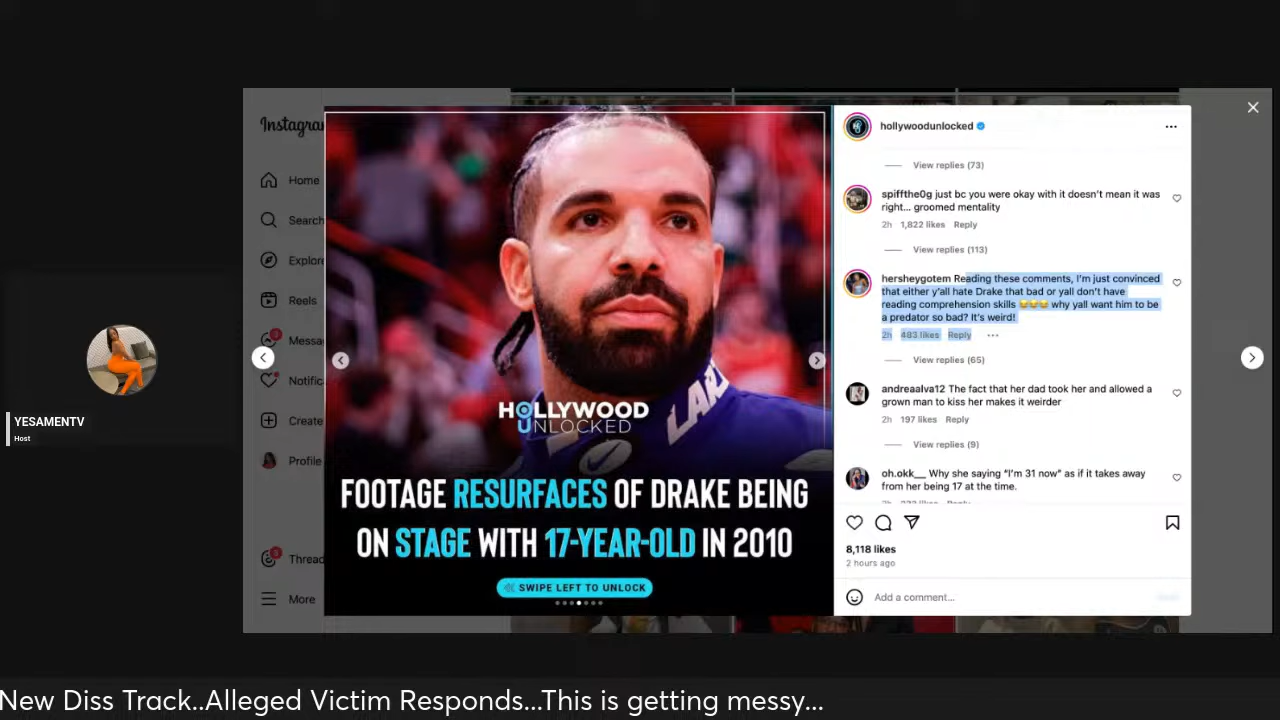 Instagra
Home
Search
Explor
Reels
Messa
Notific
Create
Profile
Thread
More
YESAMENTV
Host
LAK
HOLLYWOOD
UNLOCKED
FOOTAGE RESURFACES OF DRAKE BEING
ON STAGE WITH 17-YEAR-OLD IN 2010
SWIPE LEFT TO UNLOCK
hollywoodunlocked
View replies (73)
spiffthe0g just bc you were okay with it doesn't mean it was
right... groomed mentality
2h 1,822 likes Reply
View replies (113)
hersheygotem Reading these comments, I'm just convinced
that either y'all hate Drake that bad or yall don't have
reading comprehension skills 😂😂😂 why yall want him to be
a predator so bad? It's weird!
2h 483 likes Reply
View replies (65)
andreaalva12 The fact that her dad took her and allowed a
grown man to kiss her makes it weirder
2h 197 likes Reply
View replies (9)
oh.okk__ Why she saying "I'm 31 now" as if it takes away
from her being 17 at the time.
8,118 likes
2 hours ago
Add a comment...
New Diss Track..Alleged Victim Responds...This is getting messy...